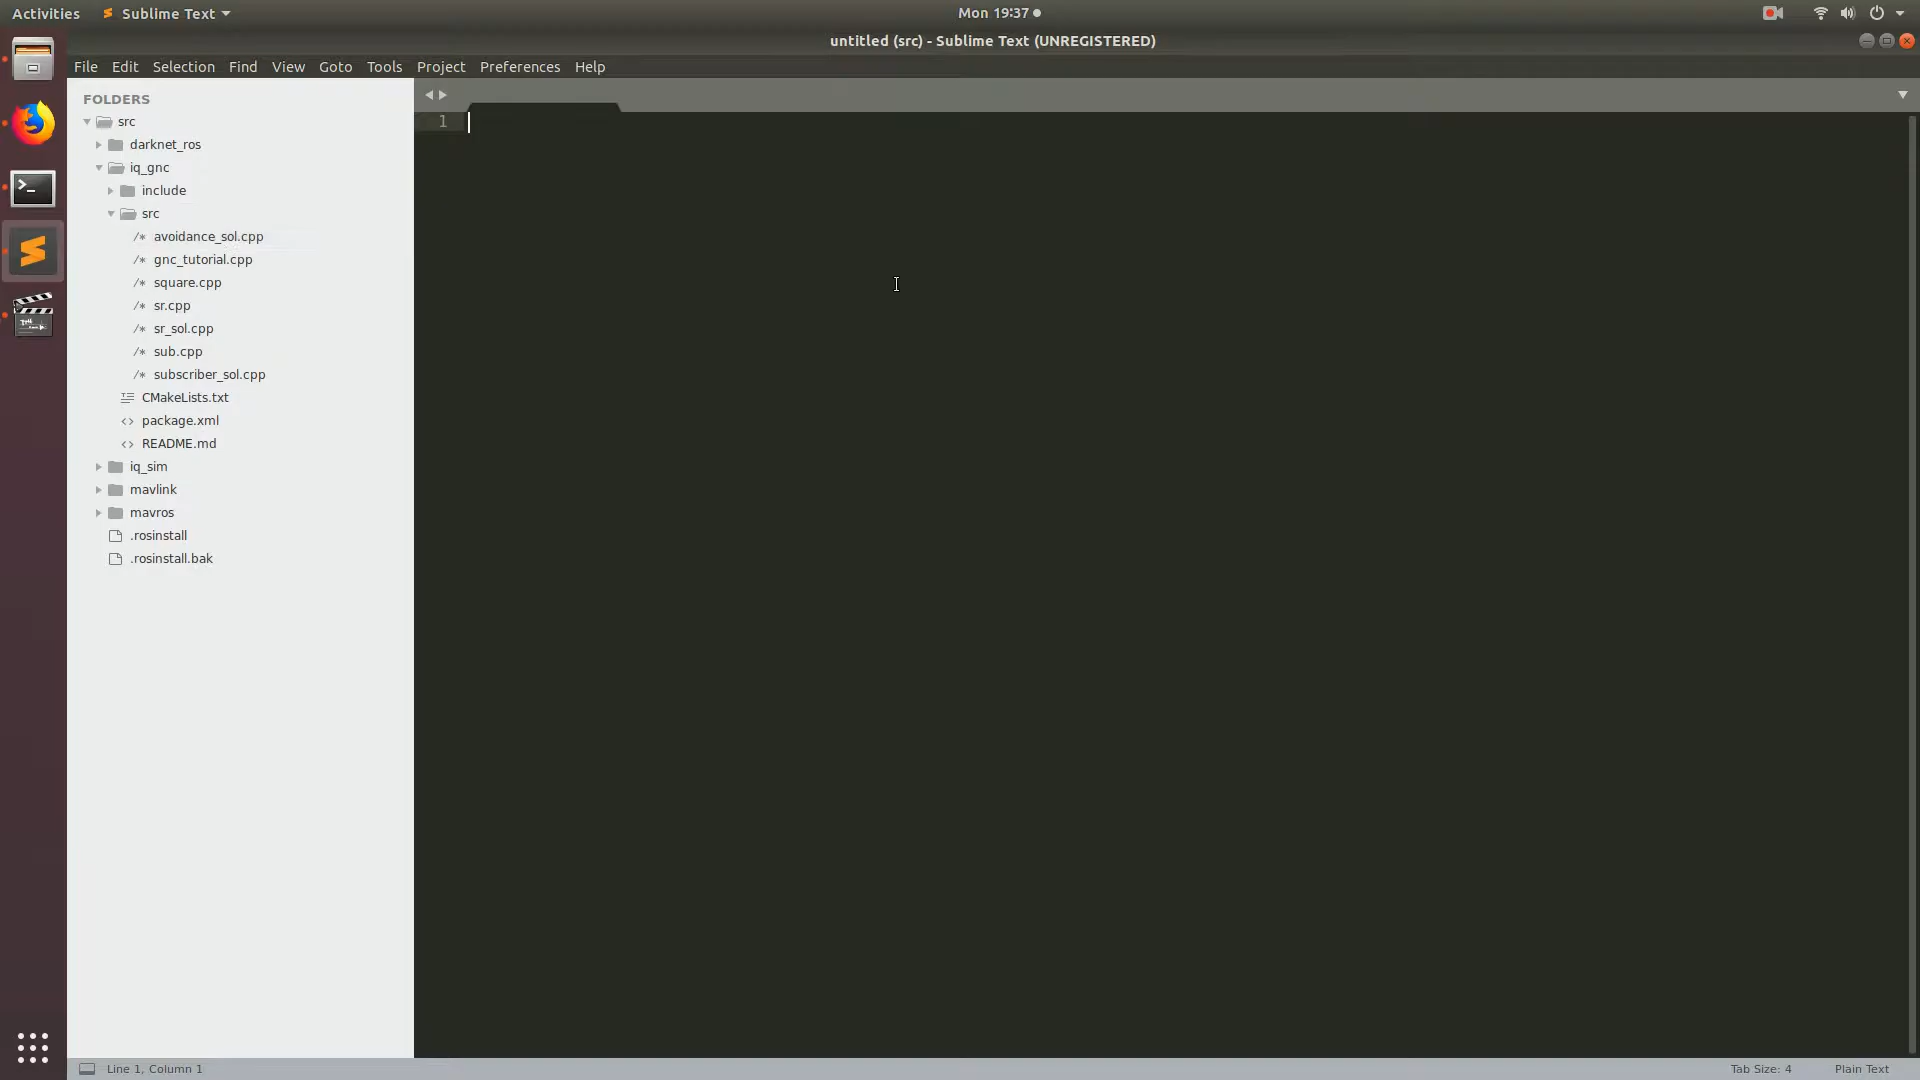 Activities Sublime Text Mon 19:37
untitled (src) - Sublime Text (UNREGISTERED)
File Edit Selection Find View Goto Tools Project Preferences Help
FOLDERS
src
darknet_ros
iq_gnc
include
src
/* avoidance_sol.cpp
/* gnc_tutorial.cpp
/* square.cpp
/* sr.cpp
/* sr_sol.cpp
/* sub.cpp
/* subscriber_sol.cpp
CMakeLists.txt
<> package.xml
<> README.md
iq_sim
mavlink
mavros
.rosinstall
.rosinstall.bak
1
Line 1, Column 1 Tab Size: 4 Plain Text